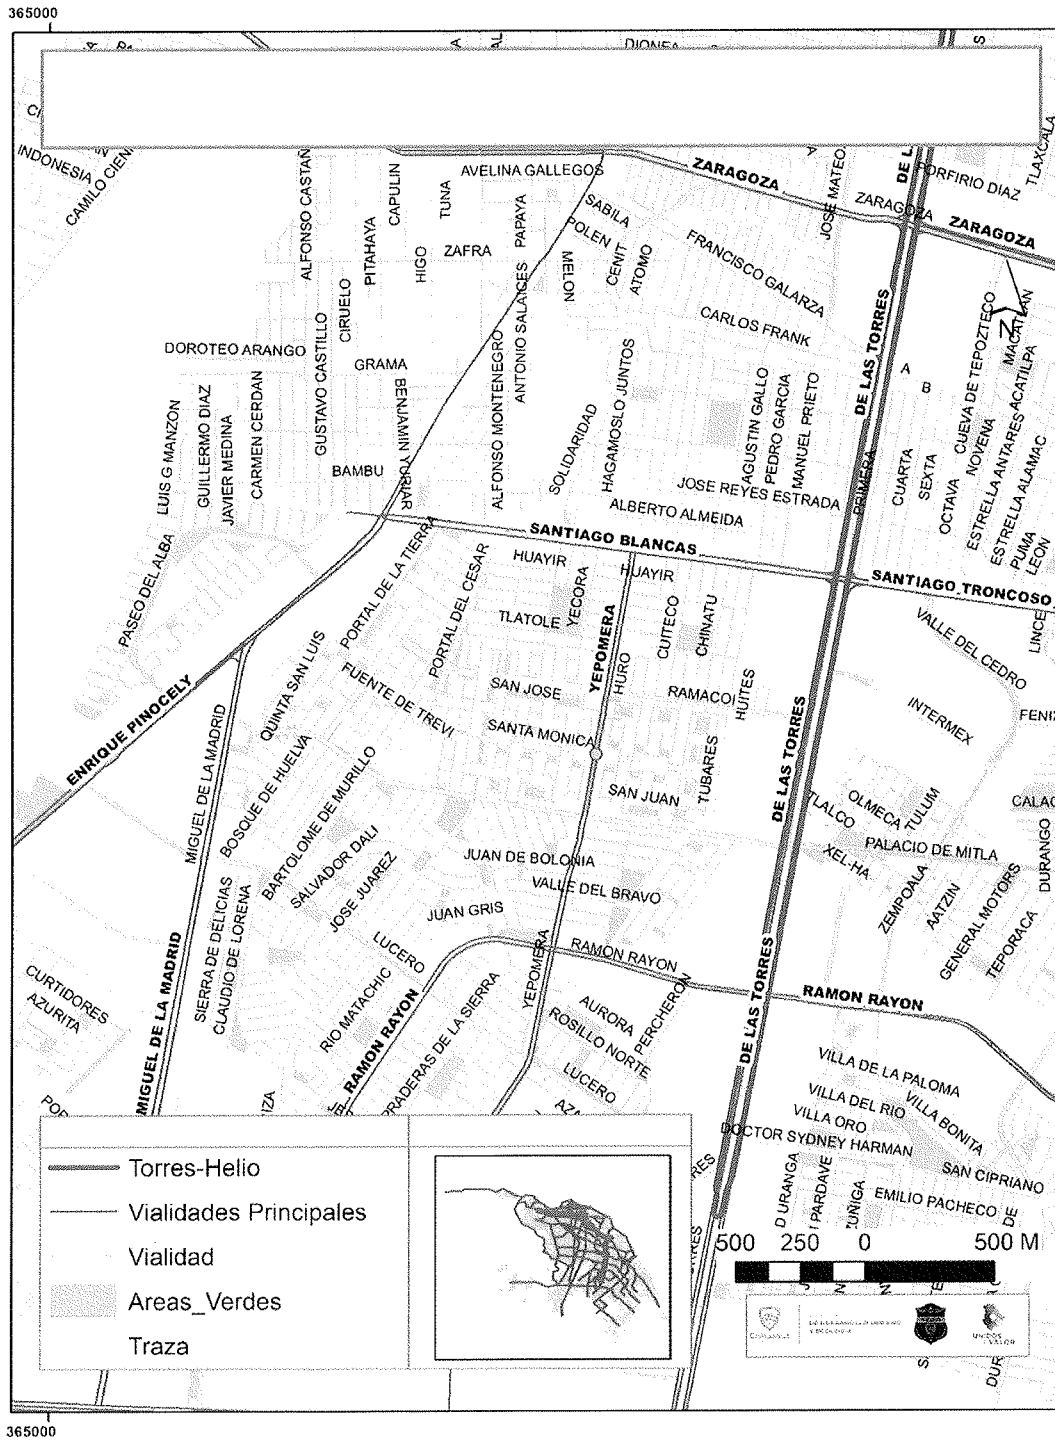 365000
DIONEA
INDONESIA
CAMILO CIEN
ALFONSO CASTAÑ
CAPULIN
TUNA
AVELINA GALLEGOS
PAPAYA
SABILA
ZARAGOZA
JOSE MATEO
DE L
PORFIRIO DIAZ
TLAXCALA
PITAHAYA
HIGO
ZAFRA
POLEN
CENIT
ATOMO
MELON
FRANCISCO GALARZA
ZARAGOZA
ZARAGOZA
CIRUELO
ANTONIO SALAICES
CARLOS FRANK
DE LAS TORRES
N
MACATLAN
DOROTEO ARANGO
GUSTAVO CASTILLO
GRAMA
ALFONSO MONTENEGRO
HAGAMOSLO JUNTOS
A
B
CUEVA DE TEPOZTECO
ACATILPA
LUIS G MANZON
GUILLERMO DIAZ
JAVIER MEDINA
CARMEN CERDAN
BENJAMIN YURIAR
SOLIDARIDAD
AGUSTIN GALLO
PEDRO GARCIA
MANUEL PRIETO
NOVENA
ESTRELLA ANTARES
ESTRELLA ALAMAC
BAMBU
JOSE REYES ESTRADA
PRIMERA
CUARTA
SEXTA
OCTAVA
ALBERTO ALMEIDA
PUMA
LEON
PASEO DEL ALBA
SANTIAGO BLANCAS
PORTAL DE LA TIERRA
PORTAL DEL CESAR
HUAYIR
HUAYIR
YECORA
SANTIAGO TRONCOSO
TLATOLE
YEPOMERA
CUITECO
CHINATU
VALLE DEL CEDRO
LINCE
QUINTA SAN LUIS
FUENTE DE TREVI
SAN JOSE
HURO
RAMACOI
HUITES
ENRIQUE PINOCELY
SANTA MONICA
DE LAS TORRES
INTERMEX
FENIX
MIGUEL DE LA MADRID
BOSQUE DE HUELVA
BARTOLOME DE MURILLO
SAN JUAN
TUBARES
TLALCO
OLMECA
TULUM
CALAC
SALVADOR DALI
JOSE JUAREZ
JUAN DE BOLONIA
VALLE DEL BRAVO
PALACIO DE MITLA
XEL-HA
DURANGO
SIERRA DE DELICIAS
CLAUDIO DE LORENA
JUAN GRIS
ZEMPOALA
AATZIN
GENERAL MOTORS
TEPORACA
LUCERO
YEPOMERA
RAMON RAYON
CURTIDORES
AZURITA
MIGUEL DE LA MADRID
RIO MATACHIC
RAMON RAYON
PRADERAS DE LA SIERRA
AURORA
ROSILLO NORTE
PERCHERON
DE LAS TORRES
RAMON RAYON
LUCERO
VILLA DE LA PALOMA
VILLA DEL RIO
VILLA BONITA
VILLA ORO
DOCTOR SYDNEY HARMAN
SAN CIPRIANO
EMILIO PACHECO
DURANGA
PARDAVE
ZUÑIGA
Torres-Helio
Vialidades Principales
Vialidad
Areas_Verdes
Traza
500 250 0 500 M
Chihuahua
UNIDOS
VALOR
365000